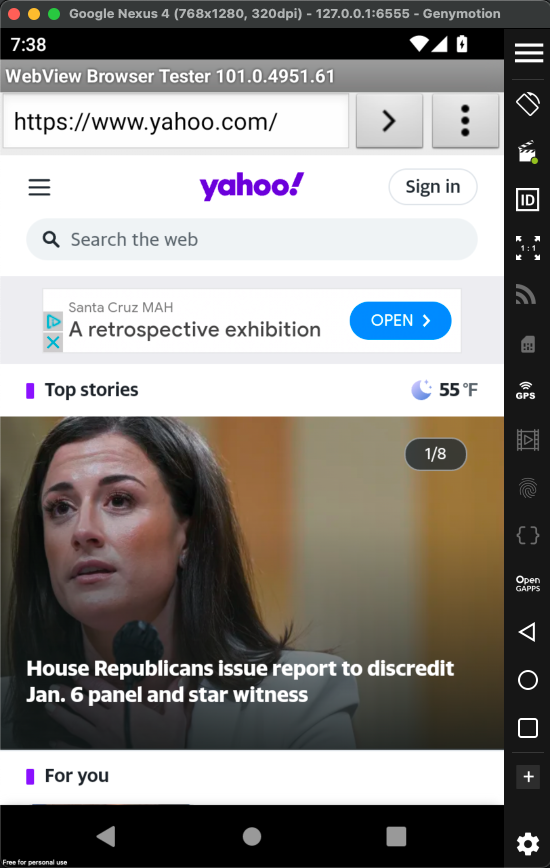 Google Nexus 4 (768x1280, 320dpi) - 127.0.0.1:6555 - Genymotion
7:38
WebView Browser Tester 101.0.4951.61
https://www.yahoo.com/
yahoo!
Sign in
Search the web
Santa Cruz MAH
A retrospective exhibition
OPEN
Top stories
55 °F
1/8
House Republicans issue report to discredit
Jan. 6 panel and star witness
For you
Free for personal use
ID
1:1
GPS
Open
GAPPS